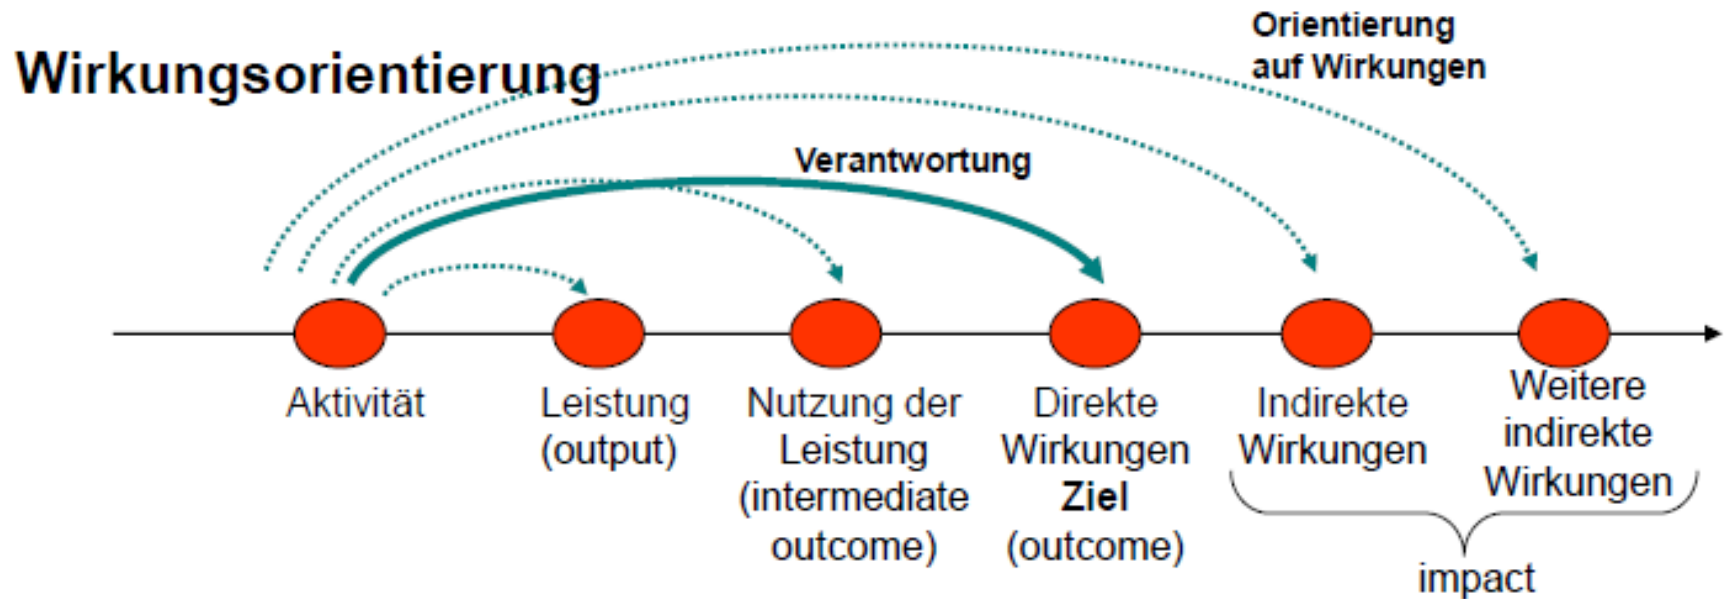 Wirkungsorientierung
Orientierung
auf Wirkungen
Verantwortung
Aktivität
Leistung
(output)
Nutzung der
Leistung
(intermediate
outcome)
Direkte
Wirkungen
Ziel
(outcome)
Indirekte
Wirkungen
Weitere
indirekte
Wirkungen
impact